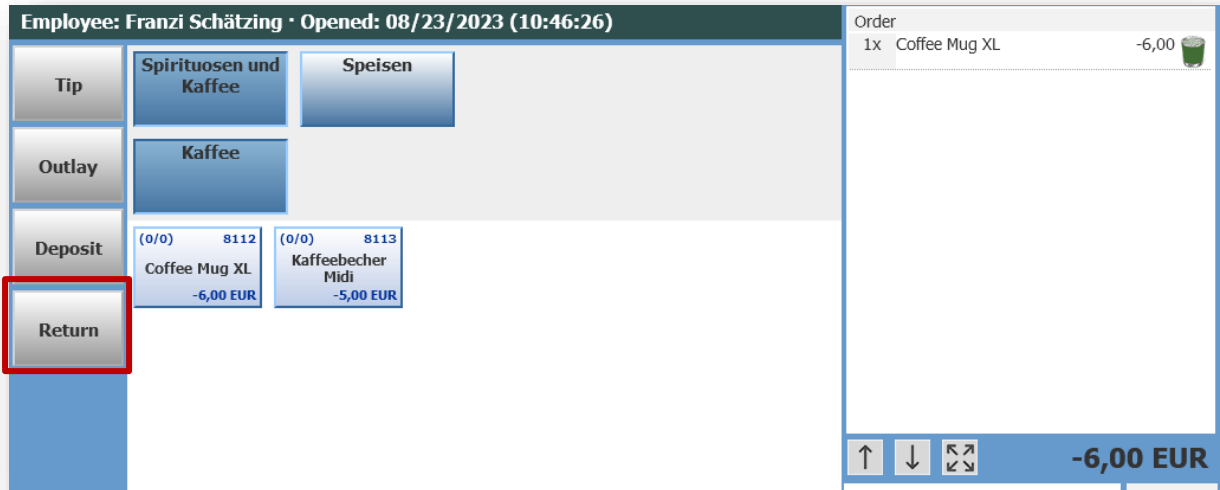 Employee: Franzi Schätzing · Opened: 08/23/2023 (10:46:26)
Tip
Outlay
Deposit
Return
Spirituosen und
Kaffee
Speisen
Kaffee
(0/0) 8112
Coffee Mug XL
-6,00 EUR
(0/0) 8113
Kaffeebecher
Midi
-5,00 EUR
Order
1x Coffee Mug XL -6,00
-6,00 EUR